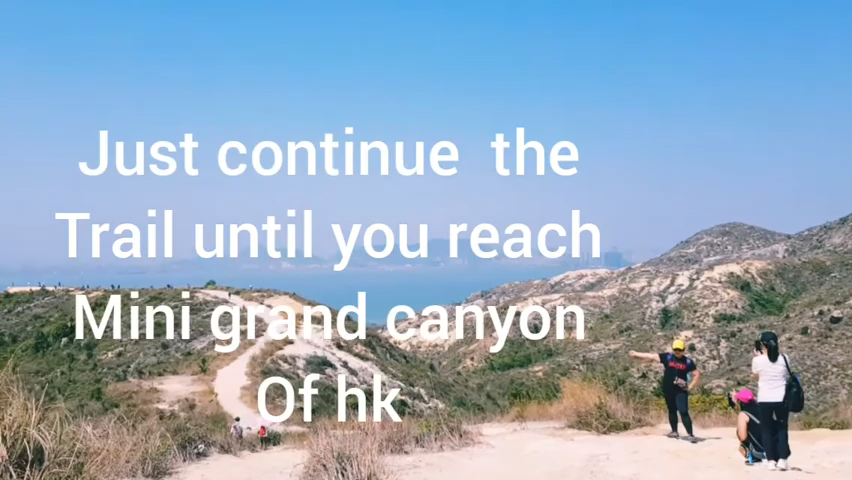 Just continue the
Trail until you reach
Mini grand canyon
Of hk